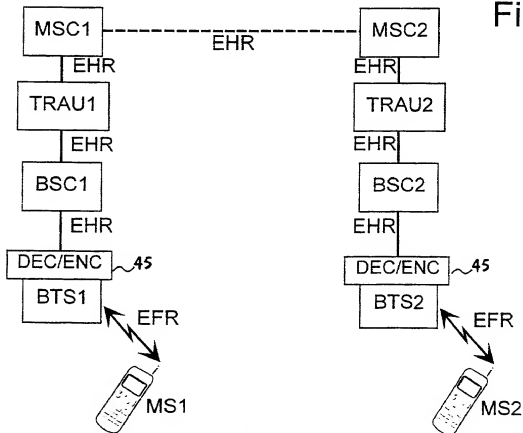 Fi
MSC1
EHR
MSC2
EHR
EHR
TRAU1
TRAU2
EHR
EHR
BSC1
BSC2
EHR
EHR
DEC/ENC 45
DEC/ENC 45
BTS1
BTS2
EFR
EFR
MS1
MS2